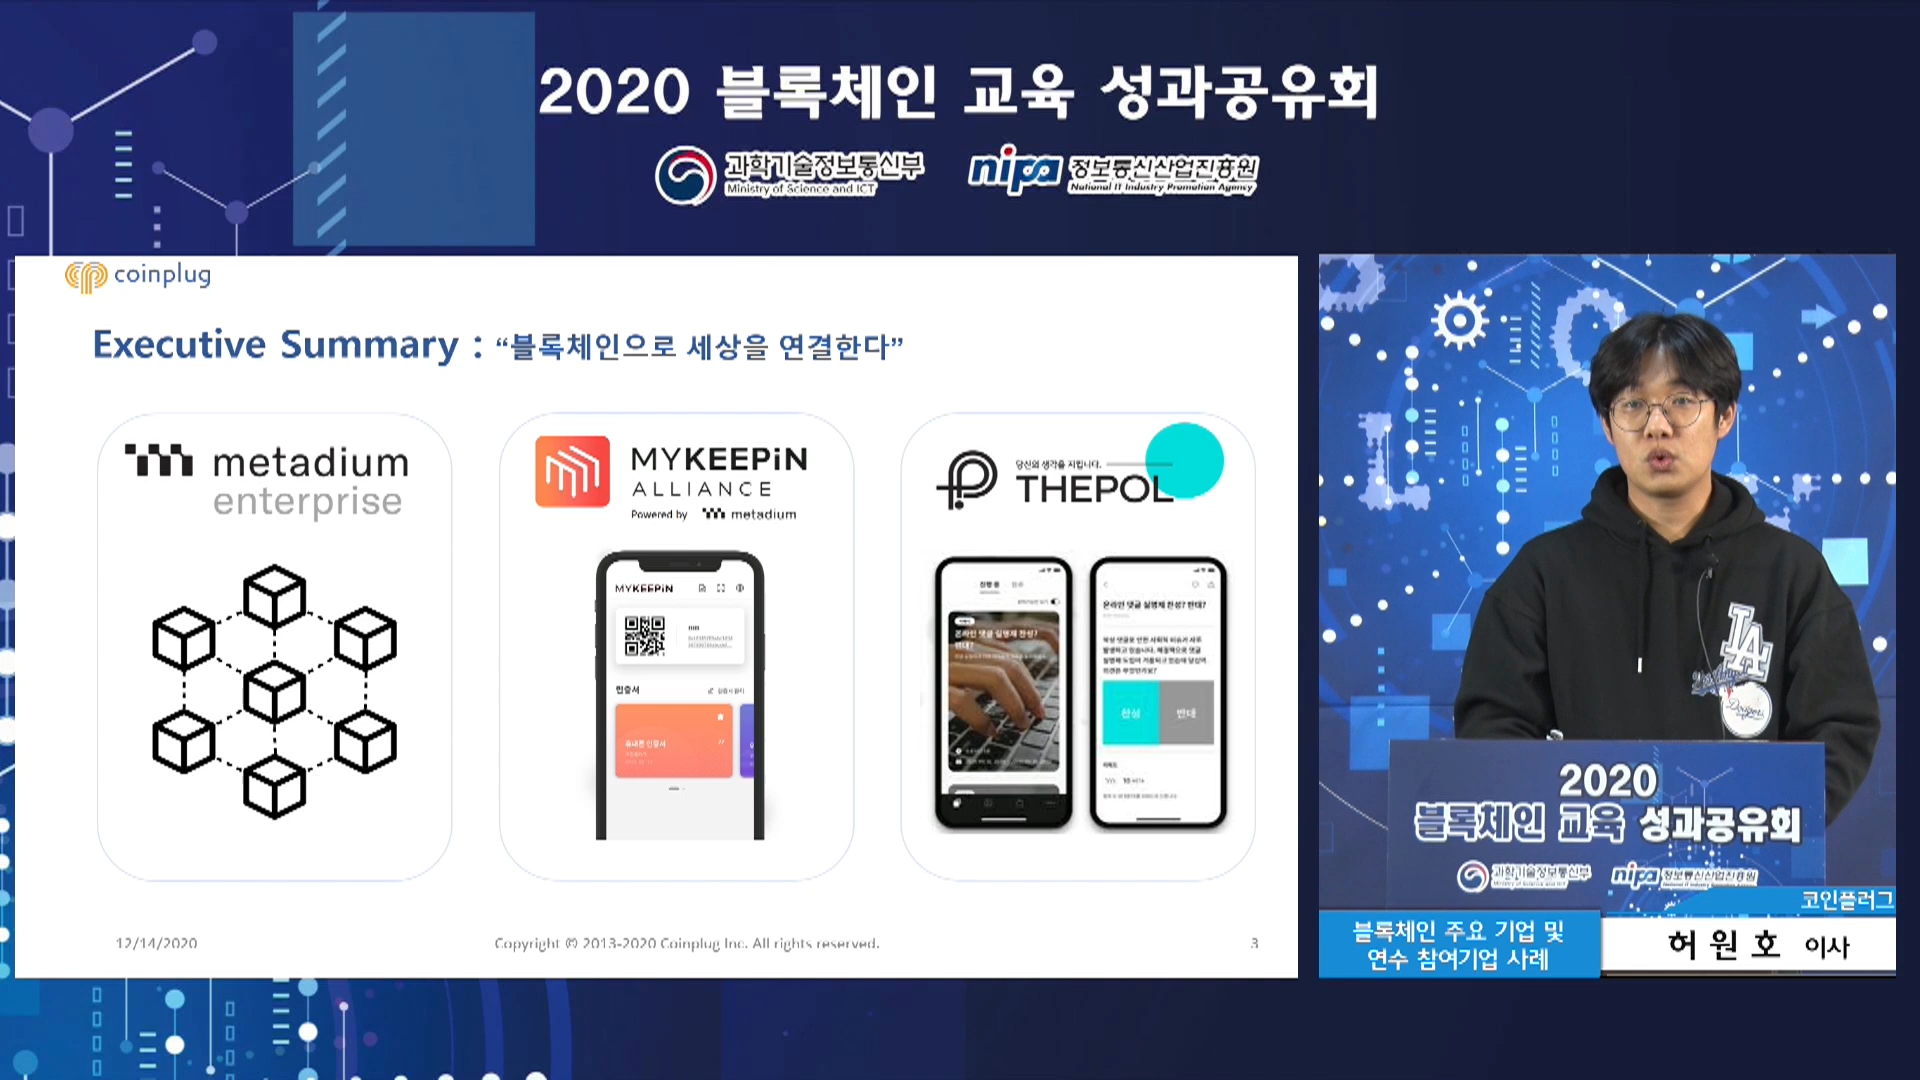 2020 블록체인 교육 성과공유회
과학기술정보통신부
Ministry of Science and ICT
nipa 정보통신산업진흥원
National IT Industry Promotion Agency
coinplug
Executive Summary : “블록체인으로 세상을 연결한다”
metadium
enterprise
MYKEEPiN
ALLIANCE
Powered by metadium
MYKEEPiN
인증서
당신의 생각을 지킵니다.
THEPOL
온라인 댓글 실명제 찬성?
반대?
온라인 댓글 실명제 찬성? 반대?
찬성
반대
12/14/2020
Copyright © 2013-2020 Coinplug Inc. All rights reserved.
3
LA
Dodgers
2020
블록체인 교육 성과공유회
과학기술정보통신부
Ministry of Science and ICT
nipa 정보통신산업진흥원
코인플러그
블록체인 주요 기업 및
연수 참여기업 사례
허원호 이사